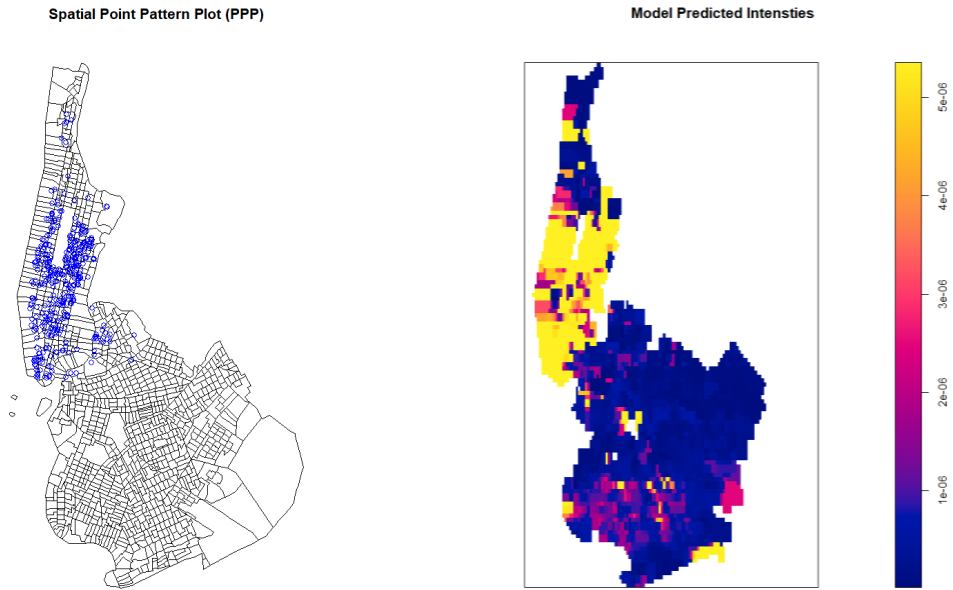 Spatial Point Pattern Plot (PPP)
Model Predicted Intensties
5e-06
4e-06
3e-06
2e-06
1e-06